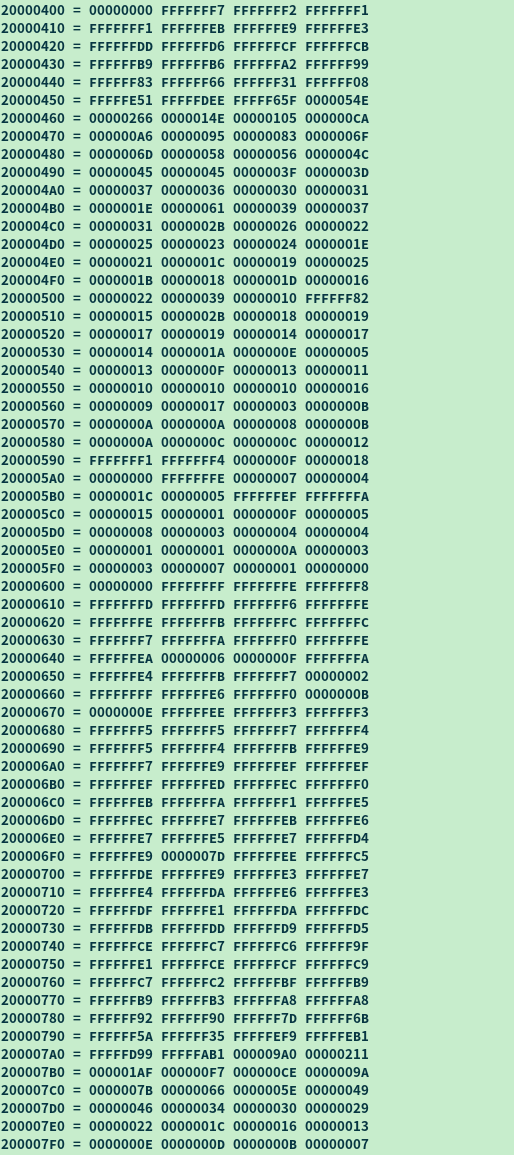 20000400 = 00000000 FFFFFFF7 FFFFFFF2 FFFFFFF1
20000410 = FFFFFFF1 FFFFFFEB FFFFFFE9 FFFFFFE3
20000420 = FFFFFFDD FFFFFFD6 FFFFFFCF FFFFFFCB
20000430 = FFFFFFB9 FFFFFFB6 FFFFFFA2 FFFFFF99
20000440 = FFFFFF83 FFFFFF66 FFFFFF31 FFFFFF08
20000450 = FFFFFE51 FFFFFDEE FFFFF65F 0000054E
20000460 = 00000266 0000014E 00000105 000000CA
20000470 = 000000A6 00000095 00000083 0000006F
20000480 = 0000006D 00000058 00000056 0000004C
20000490 = 00000045 00000045 0000003F 0000003D
200004A0 = 00000037 00000036 00000030 00000031
200004B0 = 0000001E 00000061 00000039 00000037
200004C0 = 00000031 0000002B 00000026 00000022
200004D0 = 00000025 00000023 00000024 0000001E
200004E0 = 00000021 0000001C 00000019 00000025
200004F0 = 0000001B 00000018 0000001D 00000016
20000500 = 00000022 00000039 00000010 FFFFFF82
20000510 = 00000015 0000002B 00000018 00000019
20000520 = 00000017 00000019 00000014 00000017
20000530 = 00000014 0000001A 0000000E 00000005
20000540 = 00000013 0000000F 00000013 00000011
20000550 = 00000010 00000010 00000010 00000016
20000560 = 00000009 00000017 00000003 0000000B
20000570 = 0000000A 0000000A 00000008 0000000B
20000580 = 0000000A 0000000C 0000000C 00000012
20000590 = FFFFFFF1 FFFFFFF4 0000000F 00000018
200005A0 = 00000000 FFFFFFFE 00000007 00000004
200005B0 = 0000001C 00000005 FFFFFFEF FFFFFFFA
200005C0 = 00000015 00000001 0000000F 00000005
200005D0 = 00000008 00000003 00000004 00000004
200005E0 = 00000001 00000001 0000000A 00000003
200005F0 = 00000003 00000007 00000001 00000000
20000600 = 00000000 FFFFFFFF FFFFFFFE FFFFFFF8
20000610 = FFFFFFFD FFFFFFFD FFFFFFF6 FFFFFFFE
20000620 = FFFFFFFE FFFFFFFB FFFFFFFC FFFFFFFC
20000630 = FFFFFFF7 FFFFFFFA FFFFFFF0 FFFFFFFE
20000640 = FFFFFFEA 00000006 0000000F FFFFFFFA
20000650 = FFFFFFE4 FFFFFFFB FFFFFFF7 00000002
20000660 = FFFFFFFF FFFFFFE6 FFFFFFF0 0000000B
20000670 = 0000000E FFFFFFEE FFFFFFF3 FFFFFFF3
20000680 = FFFFFFF5 FFFFFFF5 FFFFFFF7 FFFFFFF4
20000690 = FFFFFFF5 FFFFFFF4 FFFFFFFB FFFFFFE9
200006A0 = FFFFFFF7 FFFFFFE9 FFFFFFEF FFFFFFEF
200006B0 = FFFFFFEF FFFFFFED FFFFFFEC FFFFFFF0
200006C0 = FFFFFFEB FFFFFFFA FFFFFFF1 FFFFFFE5
200006D0 = FFFFFFEC FFFFFFE7 FFFFFFEB FFFFFFE6
200006E0 = FFFFFFE7 FFFFFFE5 FFFFFFE7 FFFFFFD4
200006F0 = FFFFFFE9 0000007D FFFFFFEE FFFFFFC5
20000700 = FFFFFFDE FFFFFFE9 FFFFFFE3 FFFFFFE7
20000710 = FFFFFFE4 FFFFFFDA FFFFFFE6 FFFFFFE3
20000720 = FFFFFFDF FFFFFFE1 FFFFFFDA FFFFFFDC
20000730 = FFFFFFDB FFFFFFDD FFFFFFD9 FFFFFFD5
20000740 = FFFFFFCE FFFFFFC7 FFFFFFC6 FFFFFF9F
20000750 = FFFFFFE1 FFFFFFCE FFFFFFCF FFFFFFC9
20000760 = FFFFFFC7 FFFFFFC2 FFFFFFBF FFFFFFB9
20000770 = FFFFFFB9 FFFFFFB3 FFFFFFA8 FFFFFFA8
20000780 = FFFFFF92 FFFFFF90 FFFFFF7D FFFFFF6B
20000790 = FFFFFF5A FFFFFF35 FFFFFEF9 FFFFFEB1
200007A0 = FFFFFD99 FFFFFAB1 000009A0 00000211
200007B0 = 000001AF 000000F7 000000CE 0000009A
200007C0 = 0000007B 00000066 0000005E 00000049
200007D0 = 00000046 00000034 00000030 00000029
200007E0 = 00000022 0000001C 00000016 00000013
200007F0 = 0000000E 0000000D 0000000B 00000007